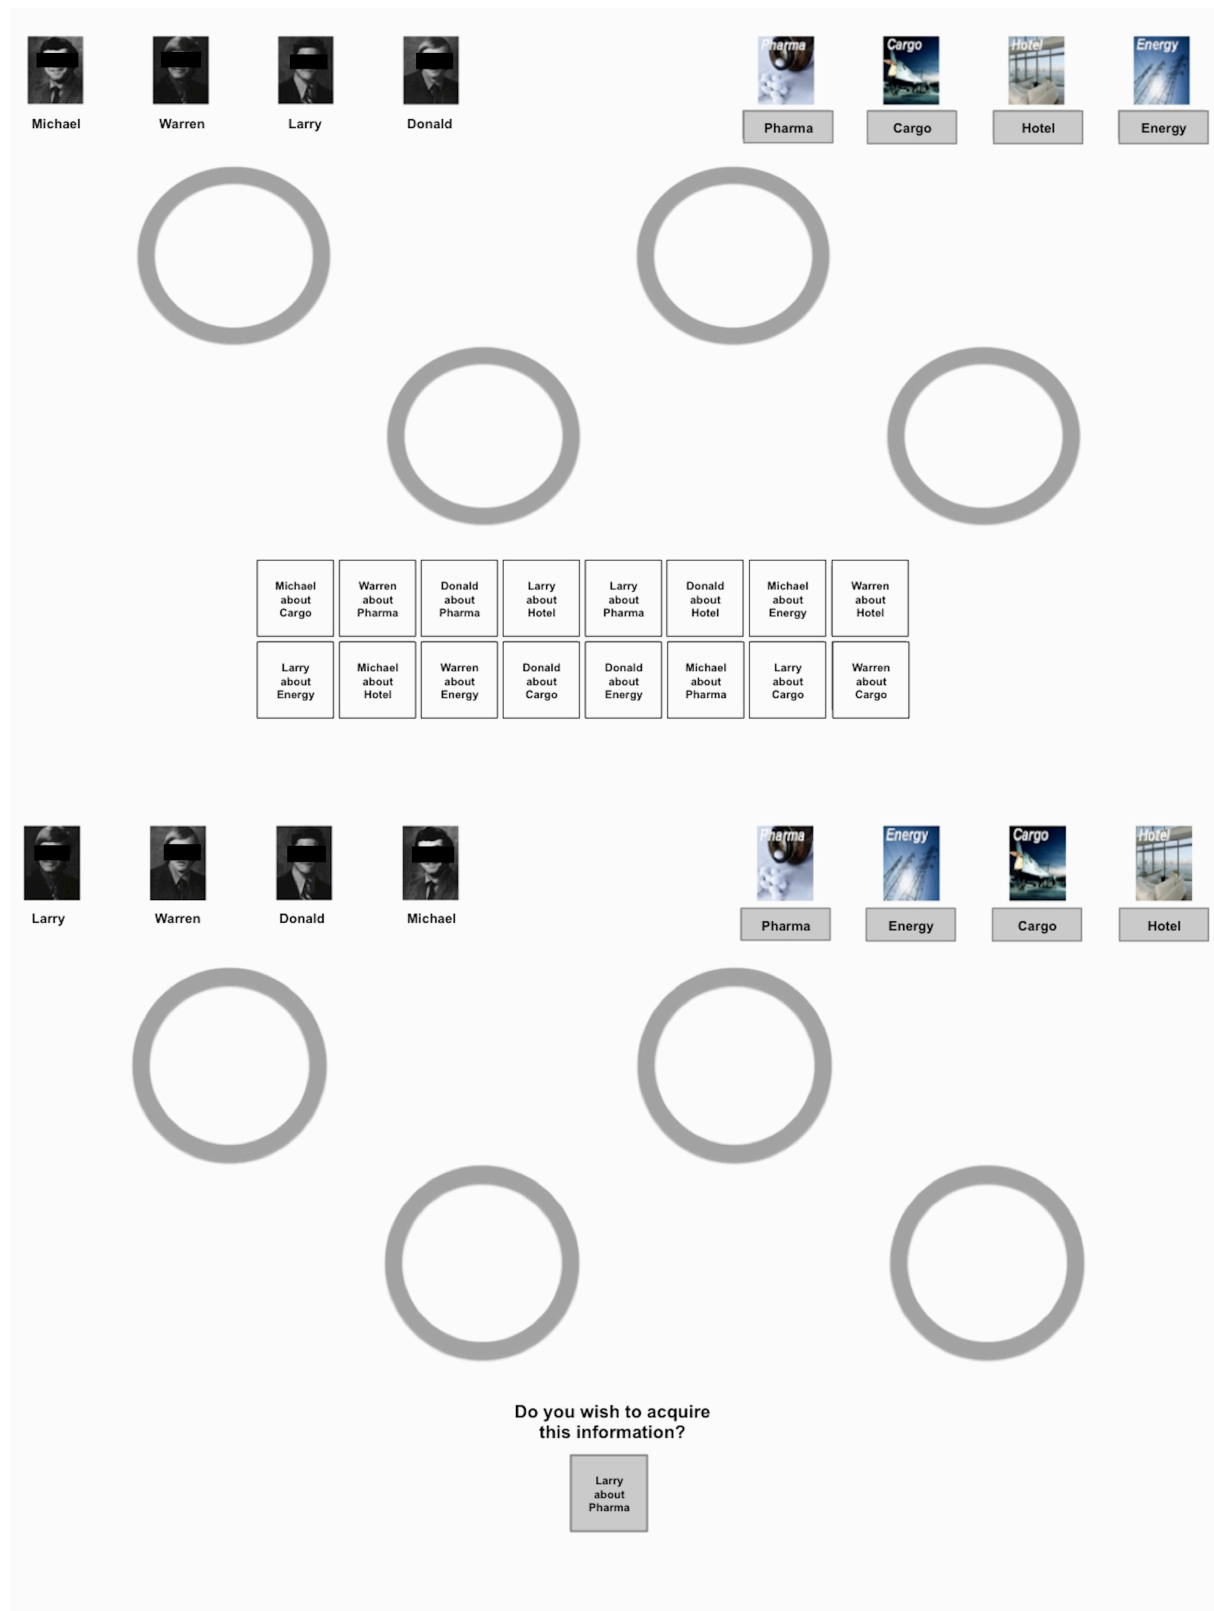 Pharma Cargo Hotel Energy
Michael Warren Larry Donald
Pharma Cargo Hotel Energy
Michael Warren Donald Larry Larry Donald Michael Warren
about about about about about about about about
Cargo Pharma Pharma Hotel Pharma Hotel Energy Hotel
Larry Michael Warren Donald Donald Michael Larry Warren
about about about about about about about about
Energy Hotel Energy Cargo Energy Pharma Cargo Cargo
Pharma Energy Cargo Hotel
Larry Warren Donald Michael
Pharma Energy Cargo Hotel
Do you wish to acquire
this information?
Larry
about
Pharma